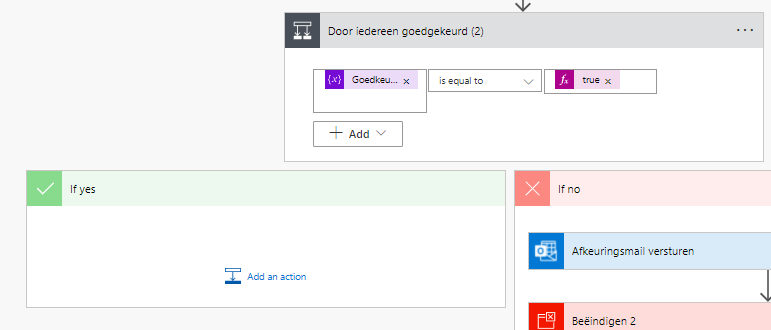 Door iedereen goedgekeurd (2)
{x} Goedkeu... × is equal to fx true ×
+ Add
If yes
If no
Afkeuringsmail versturen
Add an action
Beëindigen 2